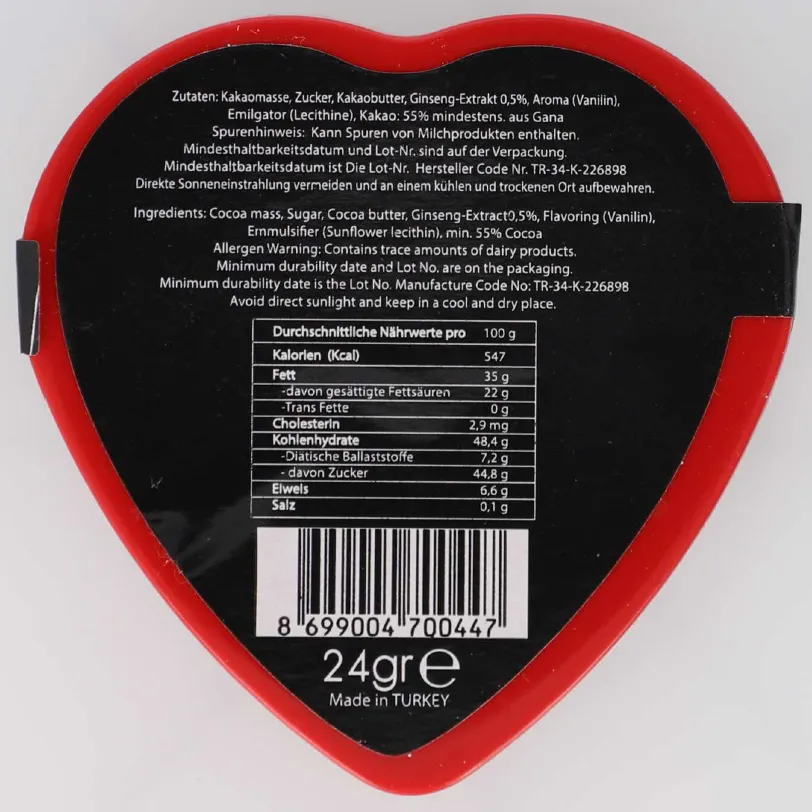 Zutaten: Kakaomasse, Zucker, Kakaobutter, Ginseng-Extrakt 0,5%, Aroma (Vanilin),
Emilgator (Lecithine), Kakao: 55% mindestens. aus Gana
Spurenhinweis: Kann Spuren von Milchprodukten enthalten.
Mindesthaltbarkeitsdatum und Lot-Nr. sind auf der Verpackung.
Mindesthaltbarkeitsdatum ist Die Lot-Nr. Hersteller Code Nr. TR-34-K-226898
Direkte Sonneneinstrahlung vermeiden und an einem kühlen und trockenen Ort aufbewahren.
Ingredients: Cocoa mass, Sugar, Cocoa butter, Ginseng-Extract0,5%, Flavoring (Vanilin),
Emmulsifier (Sunflower lecithin), min. 55% Cocoa
Allergen Warning: Contains trace amounts of dairy products.
Minimum durability date and Lot No. are on the packaging.
Minimum durability date is the Lot No. Manufacture Code No: TR-34-K-226898
Avoid direct sunlight and keep in a cool and dry place.
Durchschnittliche Nährwerte pro 100 g
Kalorien (Kcal) 547
Fett 35 g
-davon gesättigte Fettsäuren 22 g
-Trans Fette 0 g
Cholesterin 2,9 mg
Kohlenhydrate 48,4 g
-Diätische Ballaststoffe 7,2 g
- davon Zucker 44,8 g
Eiweis 6,6 g
Salz 0,1 g
8 699004 700447
24gr e
Made in TURKEY